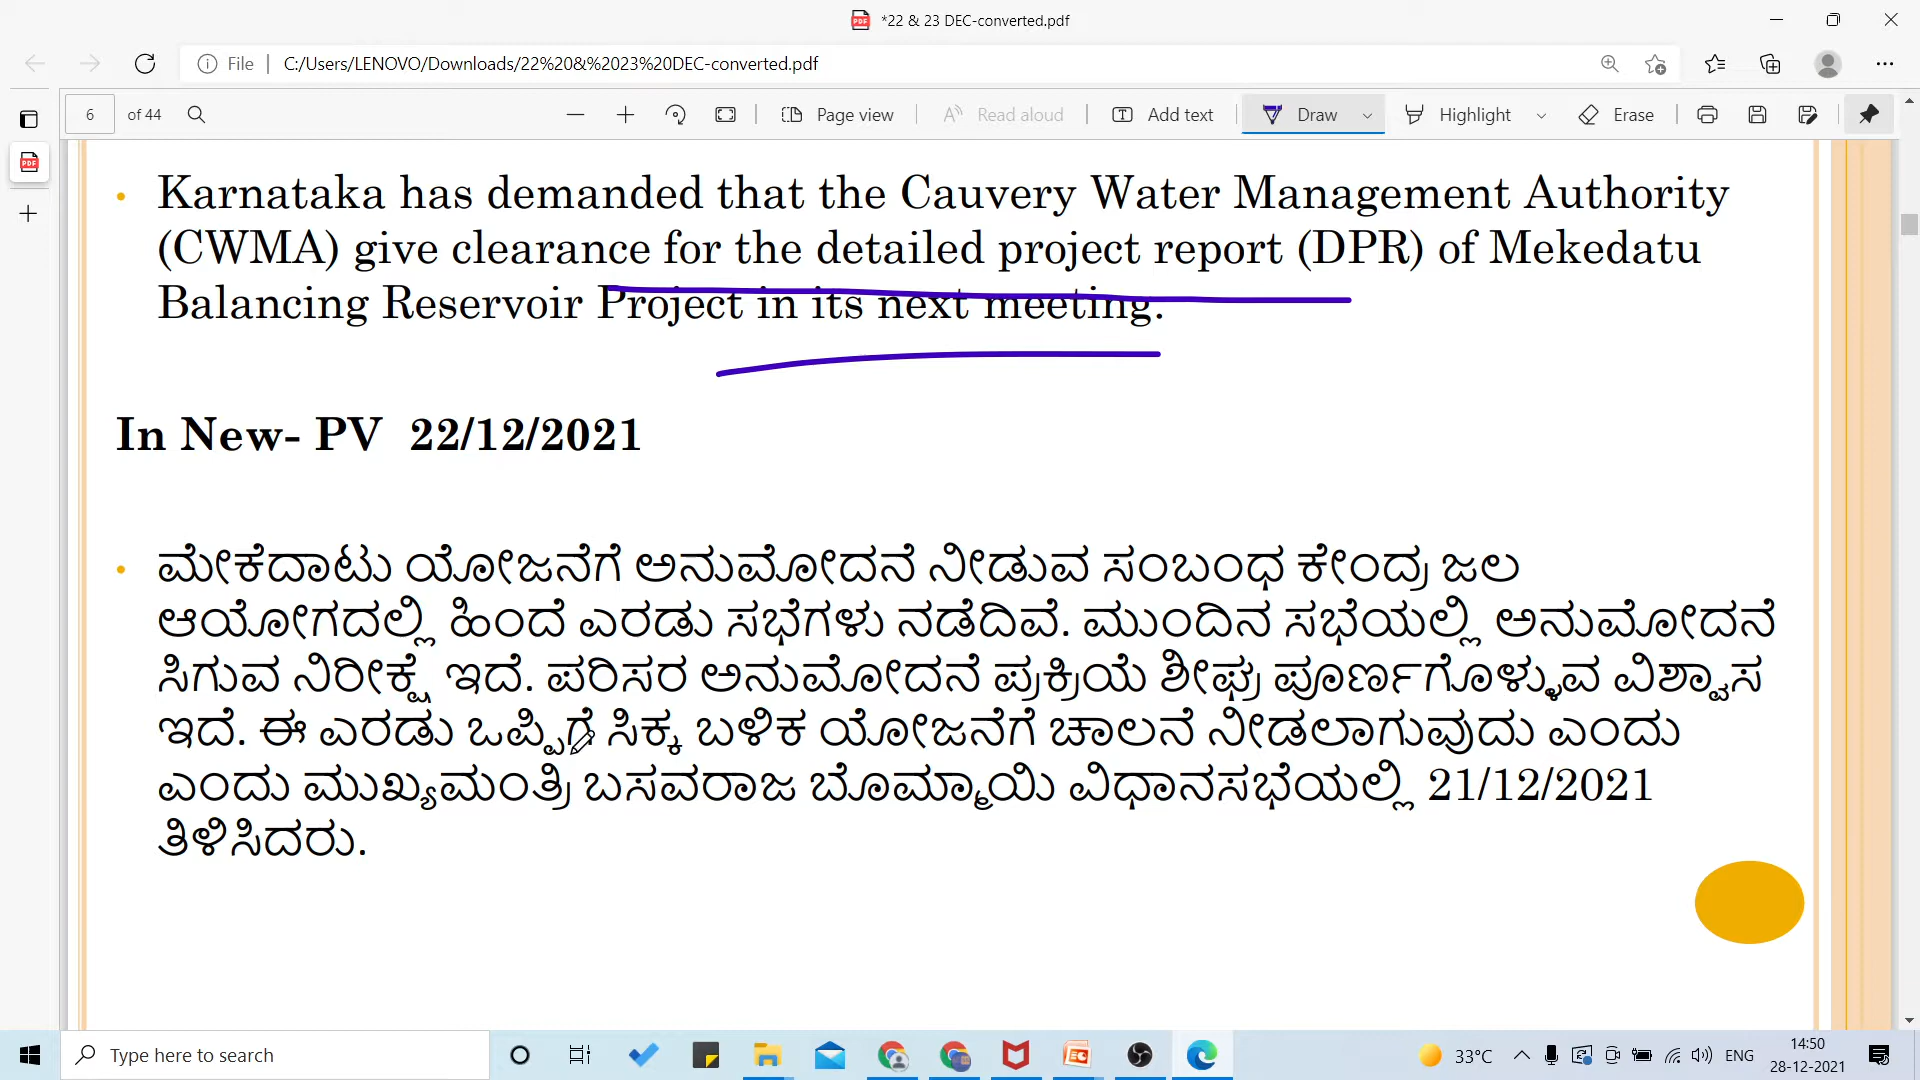 *22 & 23 DEC-converted.pdf
File
C:/Users/LENOVO/Downloads/22%20&%2023%20DEC-converted.pdf
6 of 44
Page view
Read aloud
Add text
Draw
Highlight
Erase
• Karnataka has demanded that the Cauvery Water Management Authority
(CWMA) give clearance for the detailed project report (DPR) of Mekedatu
Balancing Reservoir Project in its next meeting.
In New- PV 22/12/2021
• ಮೇಕೆದಾಟು ಯೋಜನೆಗೆ ಅನುಮೋದನೆ ನೀಡುವ ಸಂಬಂಧ ಕೇಂದ್ರ ಜಲ
ಆಯೋಗದಲ್ಲಿ ಹಿಂದೆ ಎರಡು ಸಭೆಗಳು ನಡೆದಿವೆ. ಮುಂದಿನ ಸಭೆಯಲ್ಲಿ ಅನುಮೋದನೆ
ಸಿಗುವ ನಿರೀಕ್ಷೆ ಇದೆ. ಪರಿಸರ ಅನುಮೋದನೆ ಪ್ರಕ್ರಿಯೆ ಶೀಘ್ರ ಪೂರ್ಣಗೊಳ್ಳುವ ವಿಶ್ವಾಸ
ಇದೆ. ಈ ಎರಡು ಒಪ್ಪಿಗೆ ಸಿಕ್ಕ ಬಳಿಕ ಯೋಜನೆಗೆ ಚಾಲನೆ ನೀಡಲಾಗುವುದು ಎಂದು
ಎಂದು ಮುಖ್ಯಮಂತ್ರಿ ಬಸವರಾಜ ಬೊಮ್ಮಾಯಿ ವಿಧಾನಸಭೆಯಲ್ಲಿ 21/12/2021
ತಿಳಿಸಿದರು.
Type here to search
33°C
ENG
14:50
28-12-2021